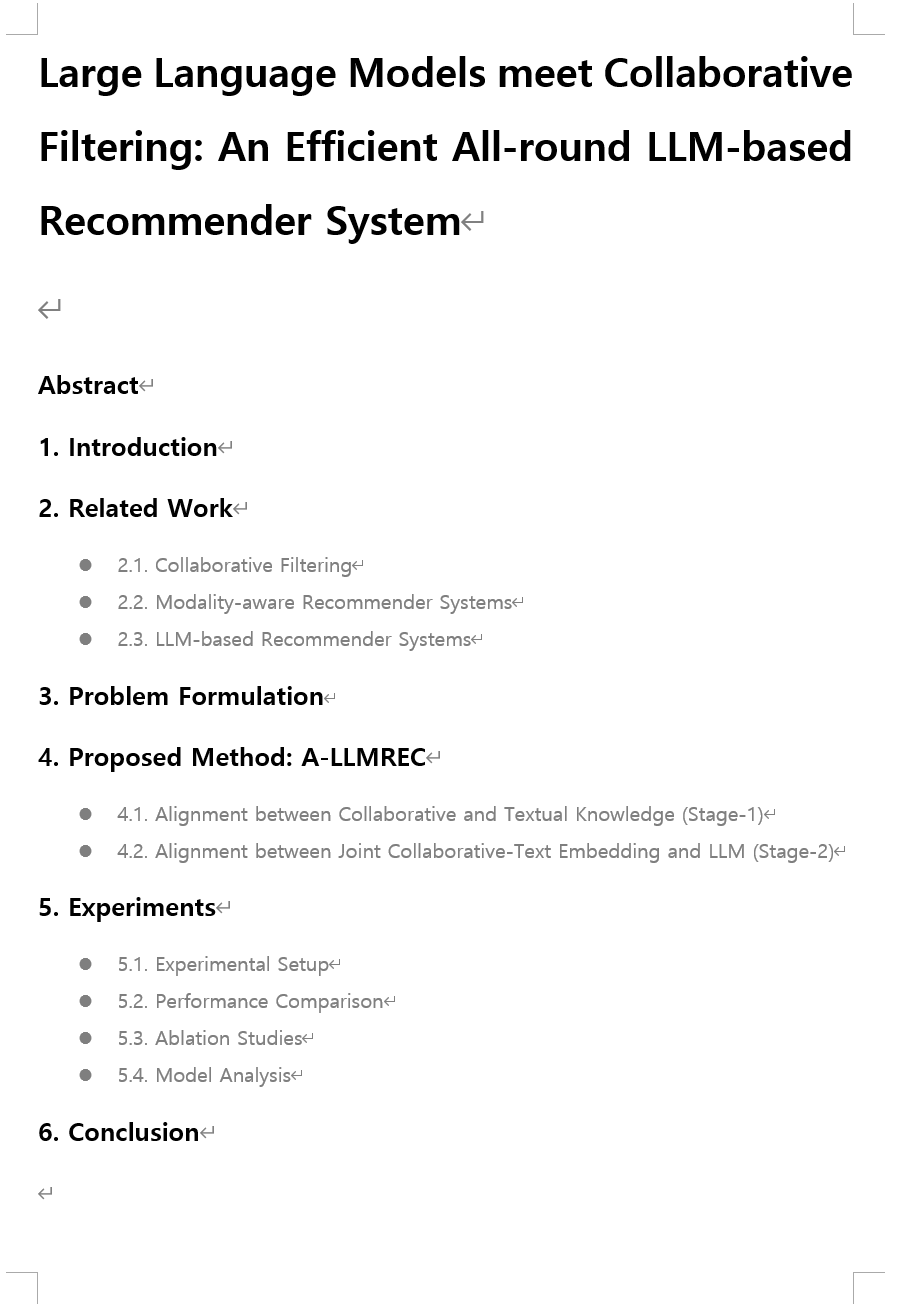 Large Language Models meet Collaborative
Filtering: An Efficient All-round LLM-based
Recommender System
Abstract
1. Introduction
2. Related Work
● 2.1. Collaborative Filtering
● 2.2. Modality-aware Recommender Systems
● 2.3. LLM-based Recommender Systems
3. Problem Formulation
4. Proposed Method: A-LLMREC
● 4.1. Alignment between Collaborative and Textual Knowledge (Stage-1)
● 4.2. Alignment between Joint Collaborative-Text Embedding and LLM (Stage-2)
5. Experiments
● 5.1. Experimental Setup
● 5.2. Performance Comparison
● 5.3. Ablation Studies
● 5.4. Model Analysis
6. Conclusion